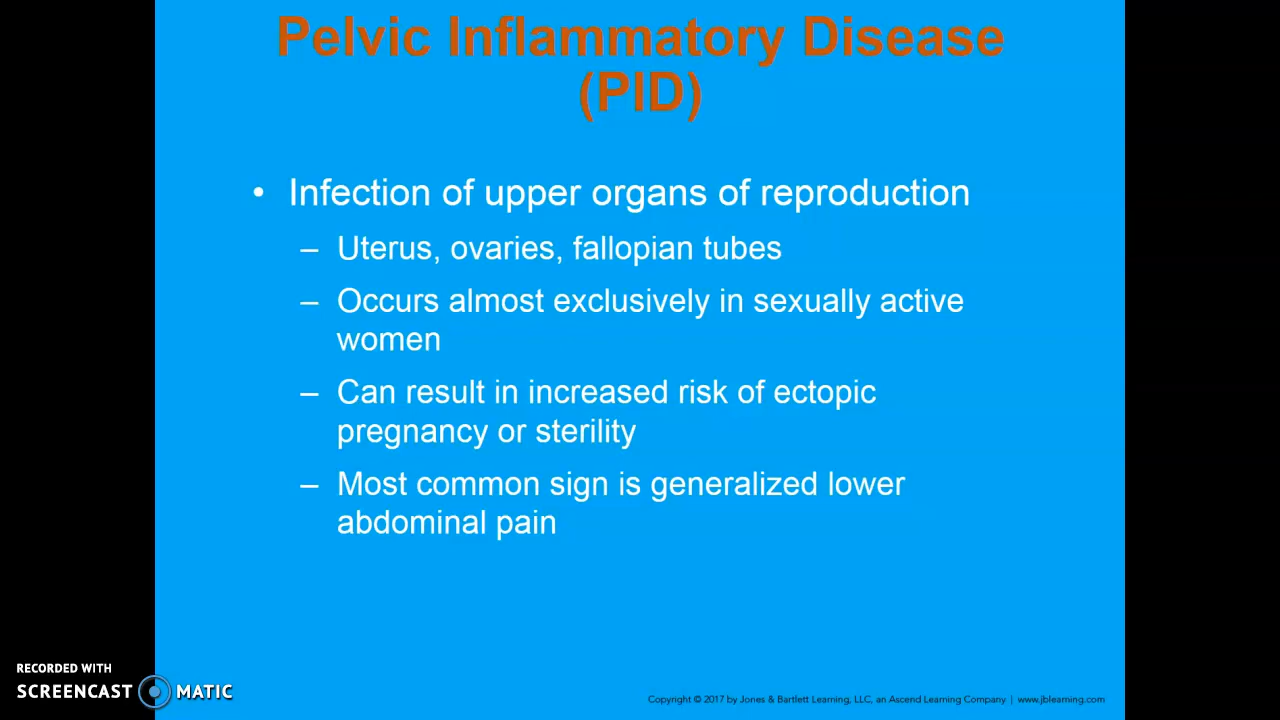 Pelvic Inflammatory Disease
(PID)
• Infection of upper organs of reproduction
– Uterus, ovaries, fallopian tubes
– Occurs almost exclusively in sexually active
women
– Can result in increased risk of ectopic
pregnancy or sterility
– Most common sign is generalized lower
abdominal pain
RECORDED WITH
SCREENCAST MATIC
Copyright © 2017 by Jones & Bartlett Learning, LLC, an Ascend Learning Company | www.jblearning.com